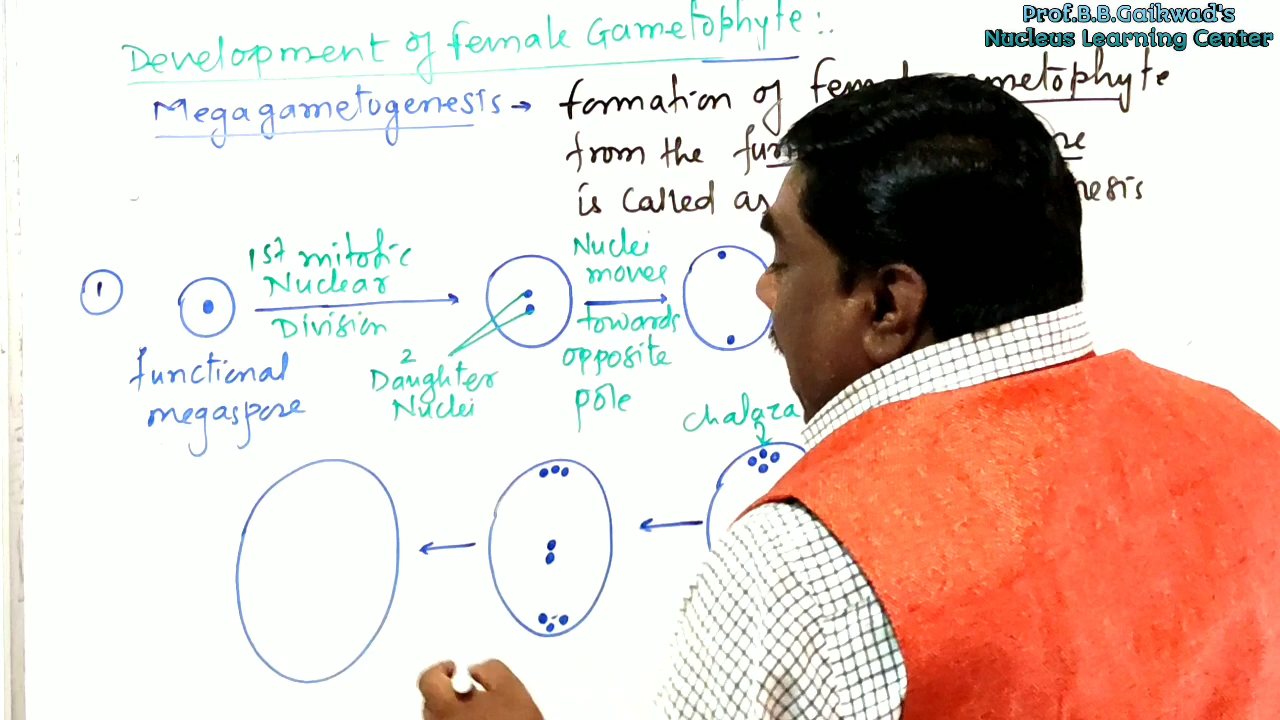 Prof.B.B.Gaikwad's
Nucleus Learning Center
Development of female Gametophyte:.
Megagametogenesis → formation of fem metophyte
from the fun
is called as nesis
1 1st mitotic
Nuclear
Division
functional
megaspore
2
Daughter
Nuclei
Nuclei
moves
towards
opposite
pole
chalaza